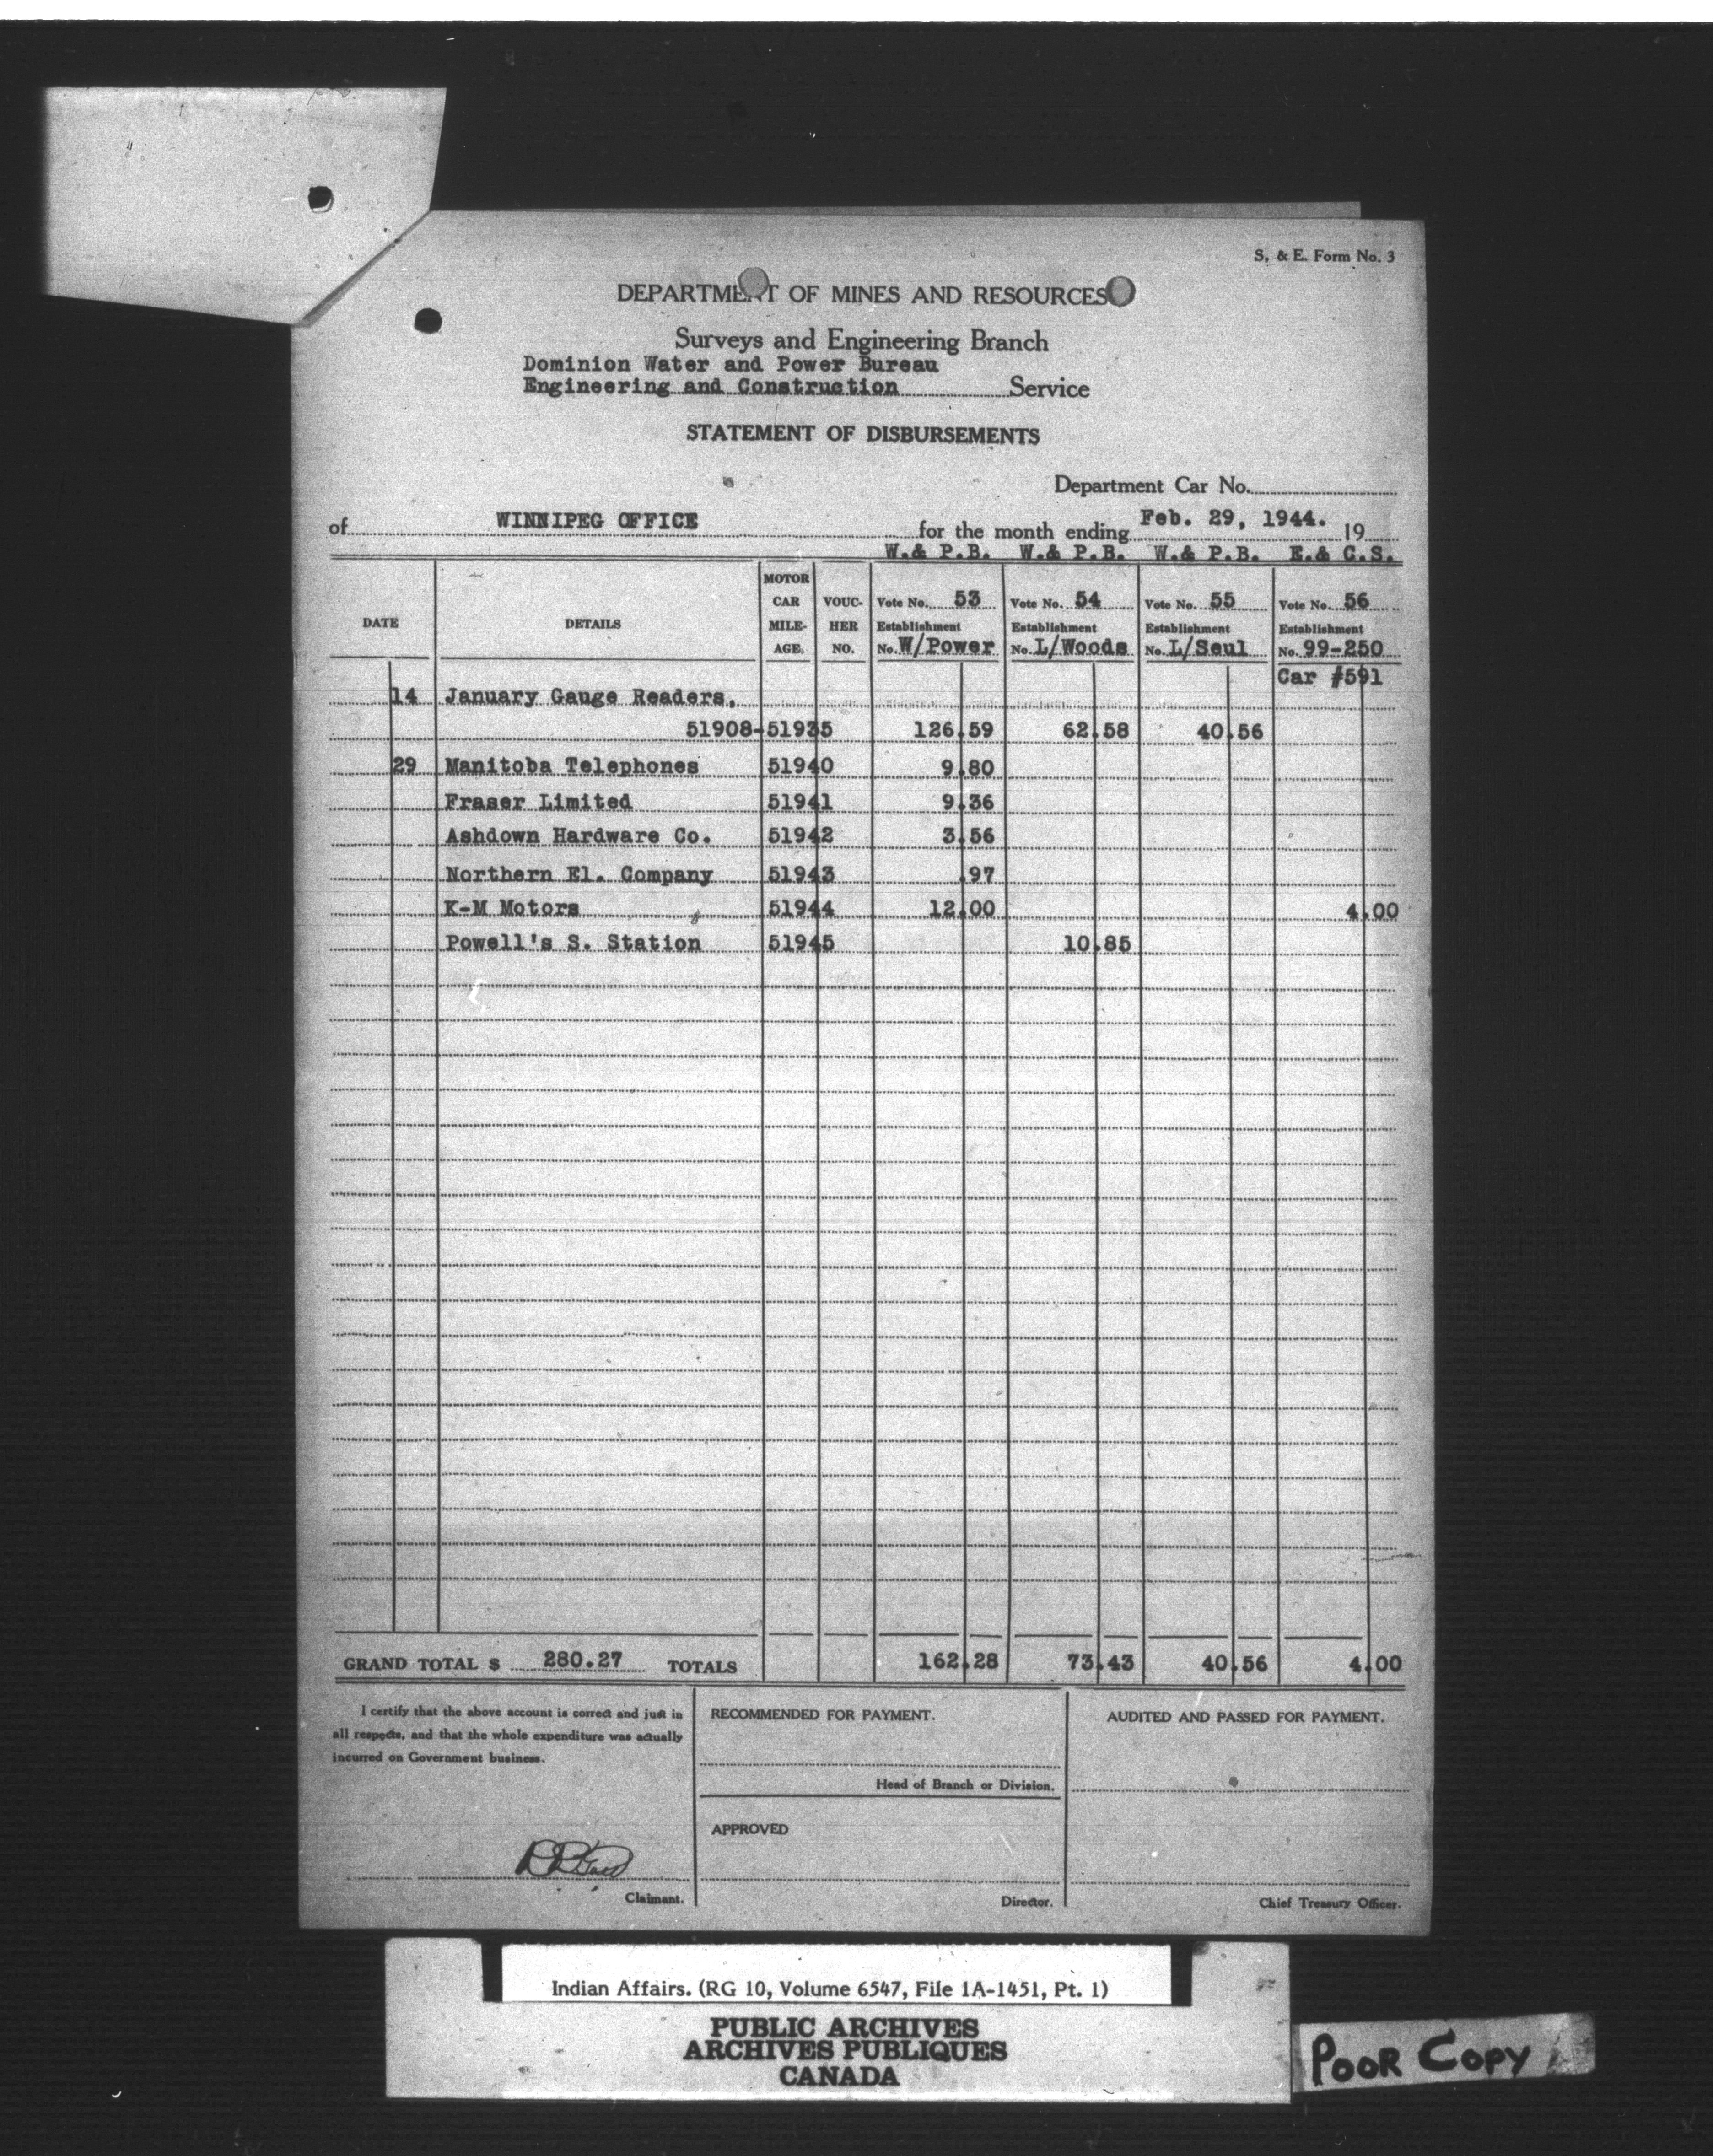 S. & E. Form No. 3
DEPARTMENT OF MINES AND RESOURCES
Surveys and Engineering Branch
Dominion Water and Power Bureau
Engineering and Construction Service
STATEMENT OF DISBURSEMENTS
Department Car No.
of WINNIPEG OFFICE for the month ending Feb. 29, 1944. 19
W.& P.B. W.& P.B. W.& P.B. E.& C.S.
DATE DETAILS MOTOR CAR MILE- AGE. VOUC- HER NO. Vote No. 53 Establishment No. W/Power Vote No. 54 Establishment No. L/Woods Vote No. 55 Establishment No. L/Seul Vote No. 56 Establishment No. 99-250
Car #591
14 January Gauge Readers,
51908-51935 126.59 62.58 40.56
29 Manitoba Telephones 51940 9.80
Fraser Limited 51941 9.36
Ashdown Hardware Co. 51942 3.56
Northern El. Company 51943 .97
K-M Motors 51944 12.00 4.00
Powell's S. Station 51945 10.85
GRAND TOTAL $ 280.27 TOTALS 162.28 73.43 40.56 4.00
I certify that the above account is correct and just in
all respects, and that the whole expenditure was actually
incurred on Government business.
Claimant.
RECOMMENDED FOR PAYMENT.
Head of Branch or Division.
APPROVED
Director.
AUDITED AND PASSED FOR PAYMENT.
Chief Treasury Officer.
Indian Affairs. (RG 10, Volume 6547, File 1A-1451, Pt. 1)
PUBLIC ARCHIVES
ARCHIVES PUBLIQUES
CANADA
POOR COPY